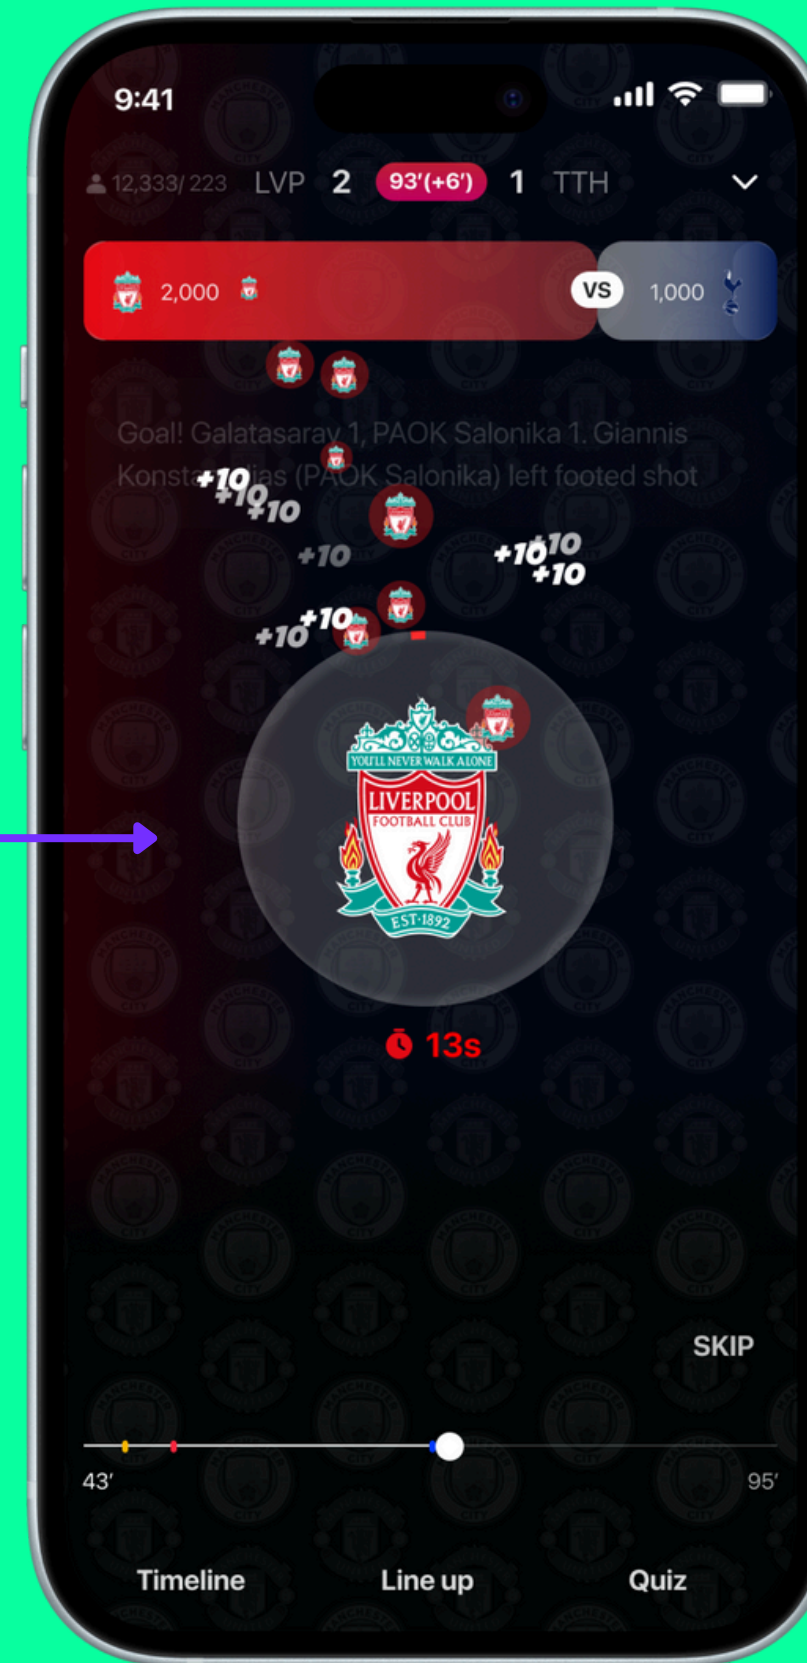 9:41
12,333/ 223 LVP 2 93'(+6') 1 TTH
2,000 VS 1,000
Goal! Galatasaray 1, PAOK Salonika 1. Giannis
(PAOK Salonika) left footed shot
+10
+10
+10
+10
+10
+10
+10
+10
+10
YOU'LL NEVER WALK ALONE
LIVERPOOL
FOOTBALL CLUB
EST·1892
13s
SKIP
43' 95'
Timeline Line up Quiz
MANCHESTER
CITY